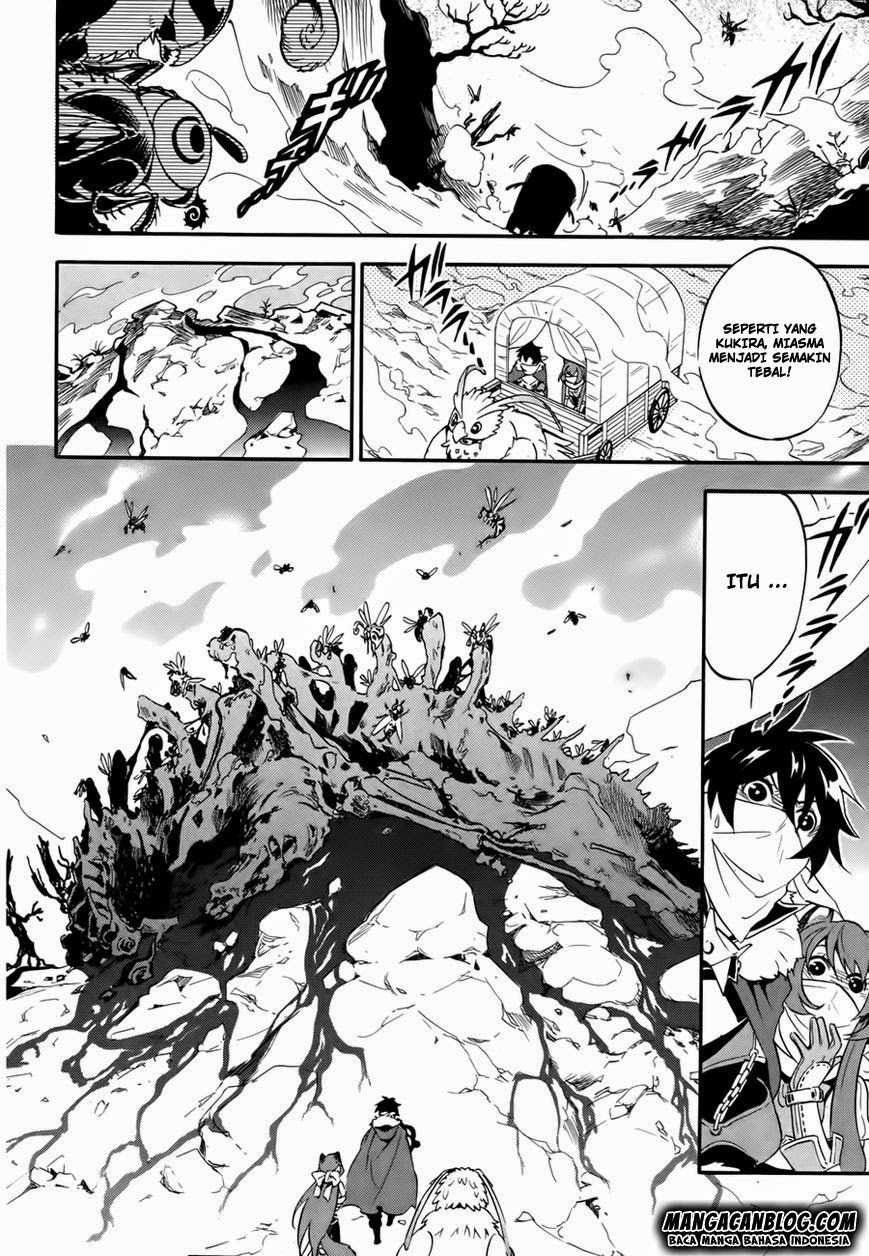 SEPERTI YANG
KUKIRA, MIASMA
MENJADI SEMAKIN
TEBAL!
ITU ...
MANGACANBLOG.COM
BACA MANGA BAHASA INDONESIA